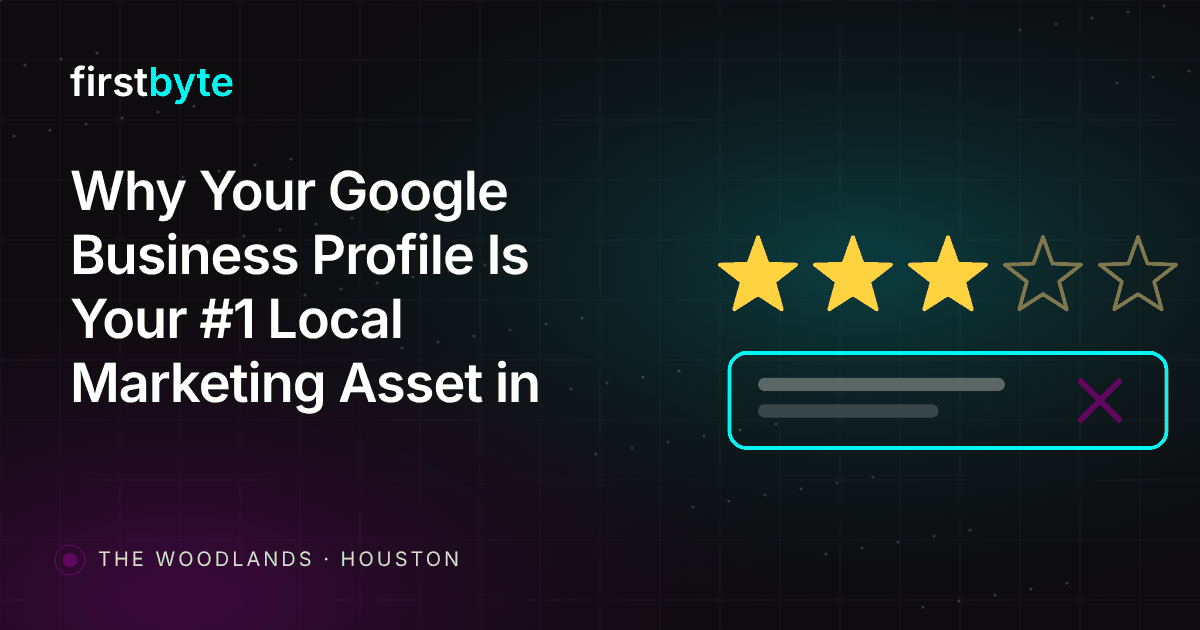 firstbyte
Why Your Google
Business Profile Is
Your #1 Local
Marketing Asset in
THE WOODLANDS · HOUSTON